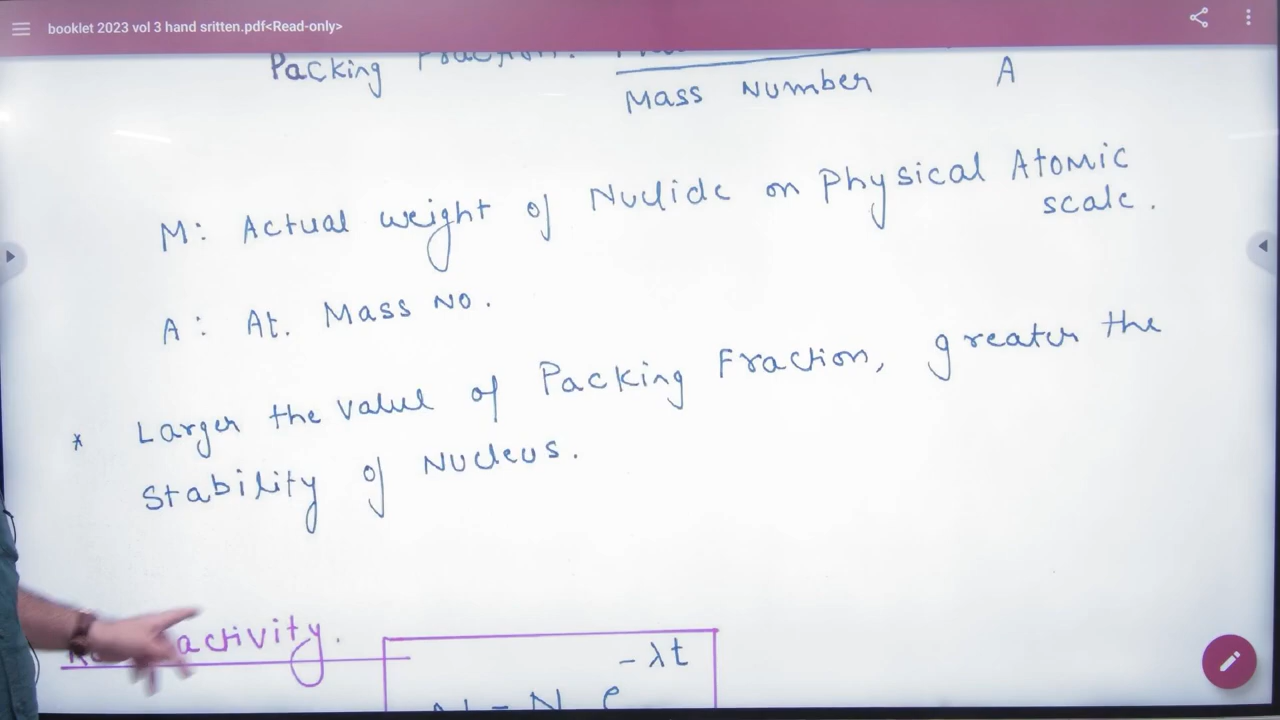 booklet 2023 vol 3 hand sritten.pdf<Read-only>
Packing Fraction:
Mass Number A
M: Actual weight of Nuclide on Physical Atomic
scale.
A: At. Mass No.
* Larger the value of Packing Fraction, greater the
stability of Nucleus.
activity.
-λt